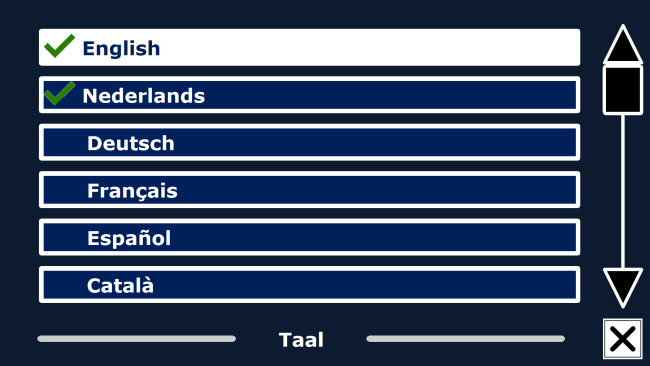 English
Nederlands
Deutsch
Français
Español
Català
Taal